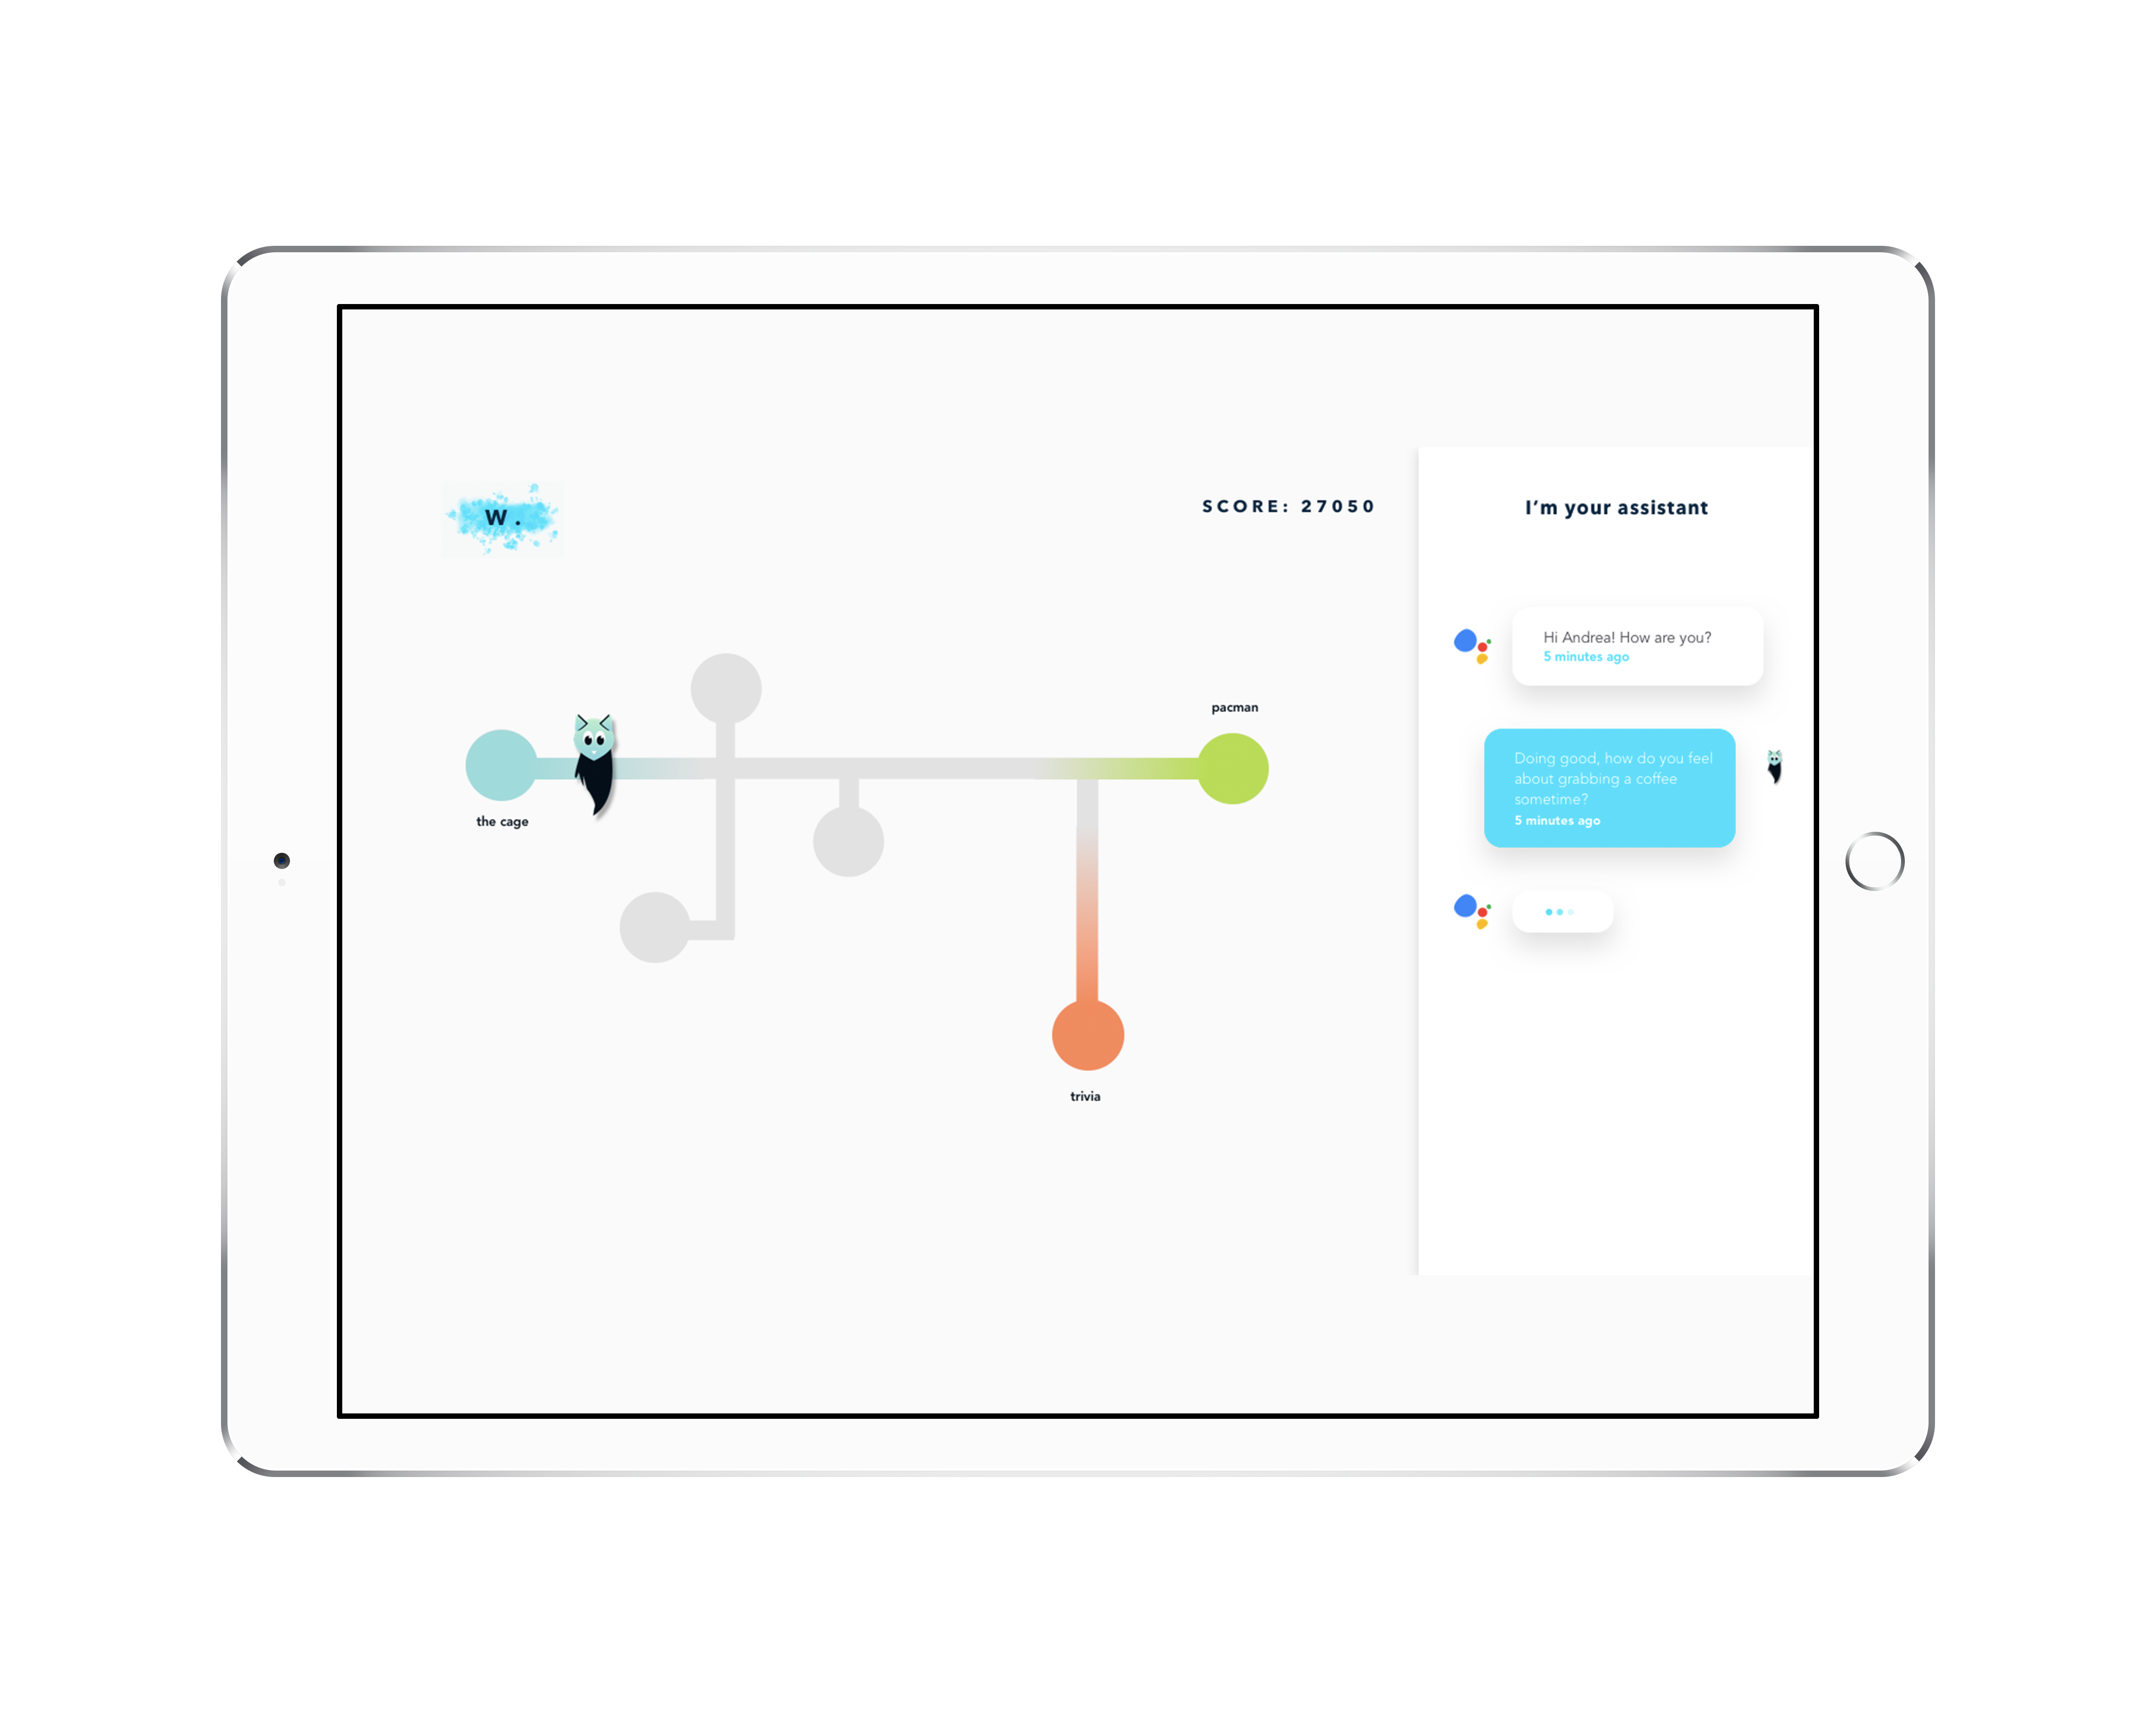 W.
SCORE: 27050
I'm your assistant
Hi Andrea! How are you?
5 minutes ago
Doing good, how do you feel
about grabbing a coffee
sometime?
5 minutes ago
pacman
the cage
trivia